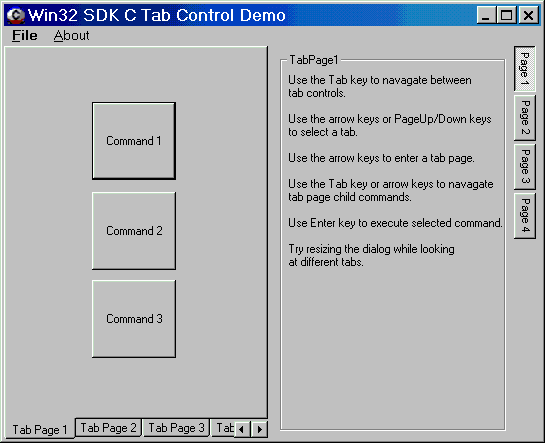 Win32 SDK C Tab Control Demo
File About
Command 1
Command 2
Command 3
Tab Page 1 Tab Page 2 Tab Page 3 Tab
TabPage1
Use the Tab key to navagate between
tab controls.
Use the arrow keys or PageUp/Down keys
to select a tab.
Use the arrow keys to enter a tab page.
Use the Tab key or arrow keys to navagate
tab page child commands.
Use Enter key to execute selected command.
Try resizing the dialog while looking
at different tabs.
Page 1
Page 2
Page 3
Page 4